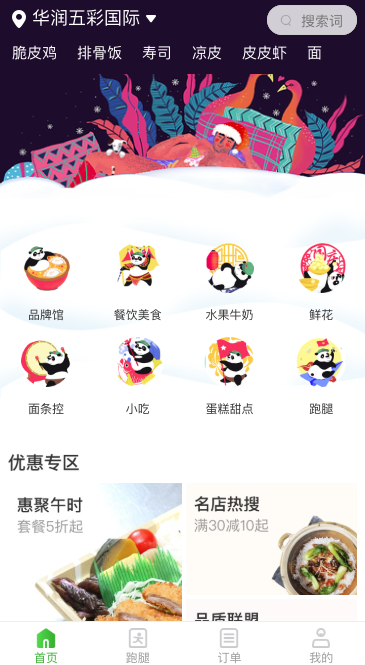 华润五彩国际
搜索词
脆皮鸡 排骨饭 寿司 凉皮 皮皮虾 面
品牌馆 餐饮美食 水果牛奶 鲜花
面条控 小吃 蛋糕甜点 跑腿
优惠专区
惠聚午时
套餐5折起
名店热搜
满30减10起
品质联盟
首页 跑腿 订单 我的